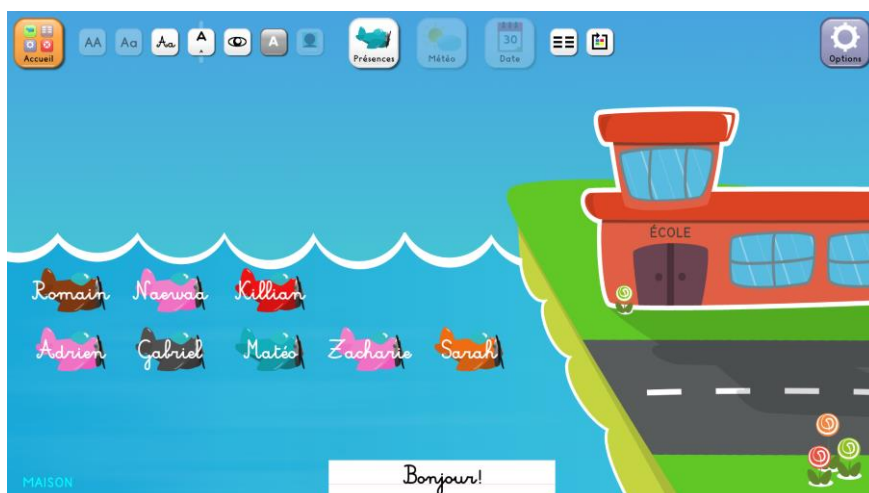 AA Aa Aa A A 30
Accueil Présences Météo Date Options
ÉCOLE
Romain Naewaa Killian
Adrien Gabriel Matéo Zacharie Sarah
Bonjour!
MAISON